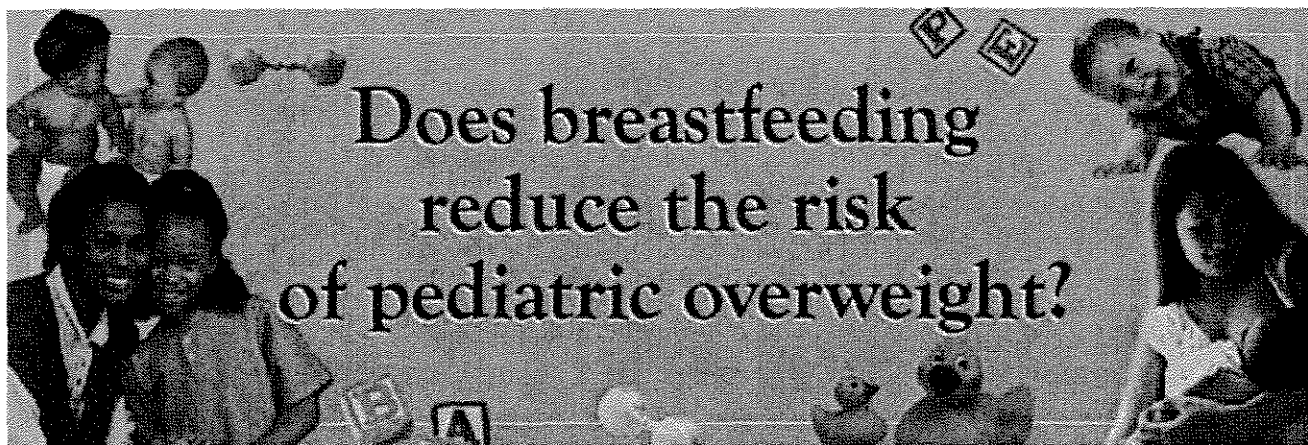 P E
Does breastfeeding
reduce the risk
of pediatric overweight?
B A